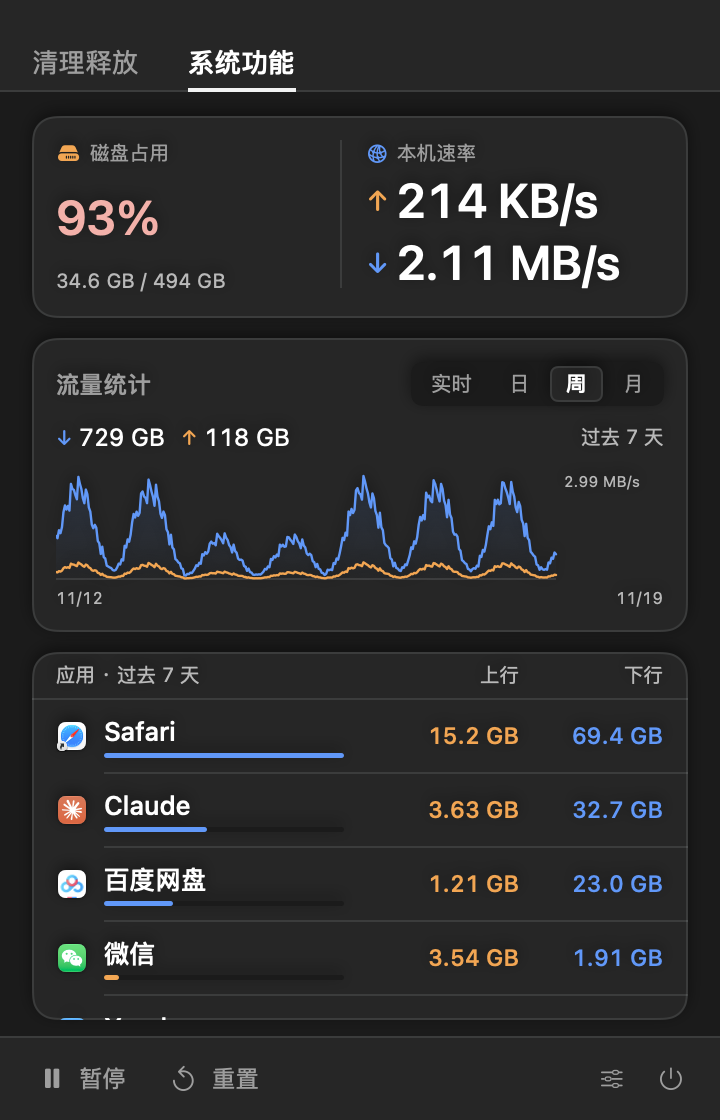 清理释放 系统功能
磁盘占用
93%
34.6 GB / 494 GB
本机速率
↑ 214 KB/s
↓ 2.11 MB/s
流量统计
实时 日 周 月
↓ 729 GB ↑ 118 GB
过去 7 天
2.99 MB/s
11/12 11/19
应用 · 过去 7 天 上行 下行
Safari 15.2 GB 69.4 GB
Claude 3.63 GB 32.7 GB
百度网盘 1.21 GB 23.0 GB
微信 3.54 GB 1.91 GB
暂停 重置